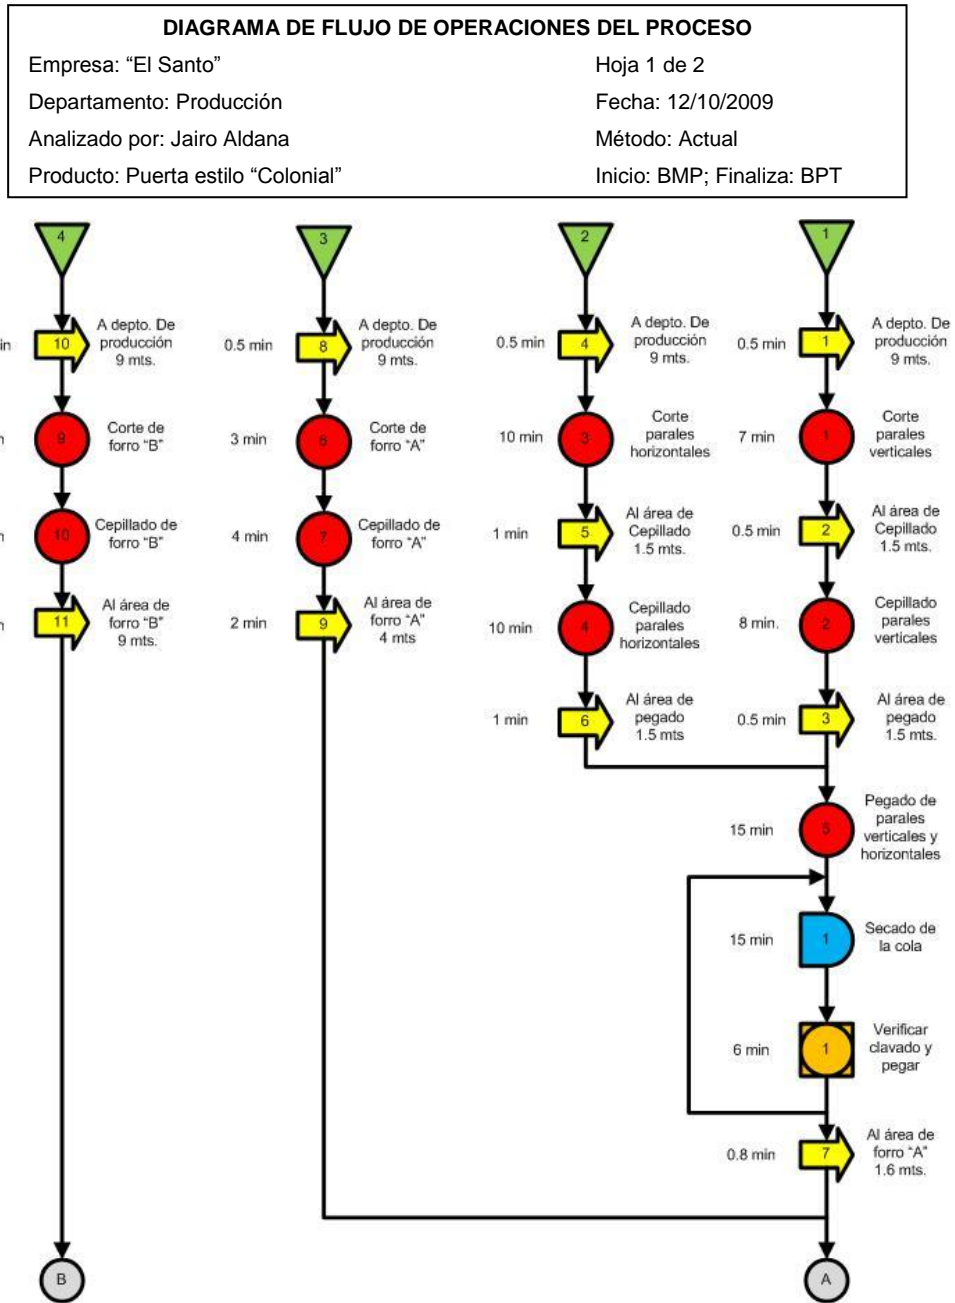 DIAGRAMA DE FLUJO DE OPERACIONES DEL PROCESO
Empresa: “El Santo”
Hoja 1 de 2
Departamento: Producción
Fecha: 12/10/2009
Analizado por: Jairo Aldana
Método: Actual
Producto: Puerta estilo “Colonial”
Inicio: BMP; Finaliza: BPT
4
3
2
1
10
A depto. De
producción
9 mts.
0.5 min
8
A depto. De
producción
9 mts.
0.5 min
4
A depto. De
producción
9 mts.
0.5 min
1
A depto. De
producción
9 mts.
9
Corte de
forro “B”
3 min
6
Corte de
forro “A”
10 min
3
Corte
parales
horizontales
7 min
1
Corte
parales
verticales
10
Cepillado de
forro “B”
4 min
7
Cepillado de
forro “A”
1 min
5
Al área de
Cepillado
1.5 mts.
0.5 min
2
Al área de
Cepillado
1.5 mts.
11
Al área de
forro “B”
9 mts.
2 min
9
Al área de
forro “A”
4 mts
10 min
4
Cepillado
parales
horizontales
8 min.
2
Cepillado
parales
verticales
1 min
6
Al área de
pegado
1.5 mts
0.5 min
3
Al área de
pegado
1.5 mts.
15 min
5
Pegado de
parales
verticales y
horizontales
15 min
1
Secado de
la cola
6 min
1
Verificar
clavado y
pegar
0.8 min
7
Al área de
forro “A”
1.6 mts.
B
A